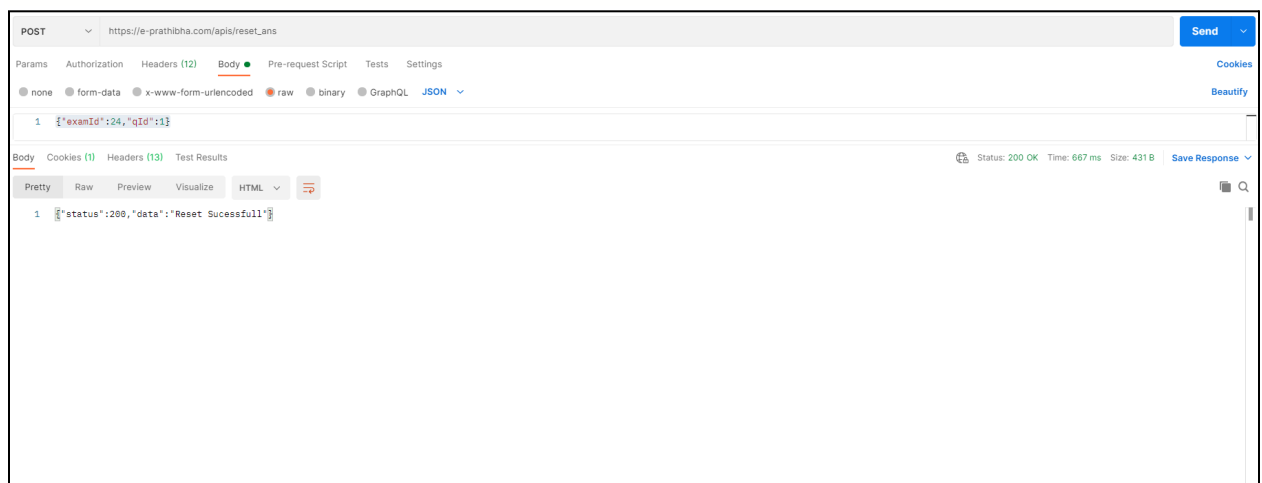 POST https://e-prathibha.com/apis/reset_ans Send
Params Authorization Headers (12) Body Pre-request Script Tests Settings Cookies
none form-data x-www-form-urlencoded raw binary GraphQL JSON Beautify
1 {"examId":24,"qId":1}
Body Cookies (1) Headers (13) Test Results Status: 200 OK Time: 667 ms Size: 431 B Save Response
Pretty Raw Preview Visualize HTML
1 {"status":200,"data":"Reset Sucessfull"}